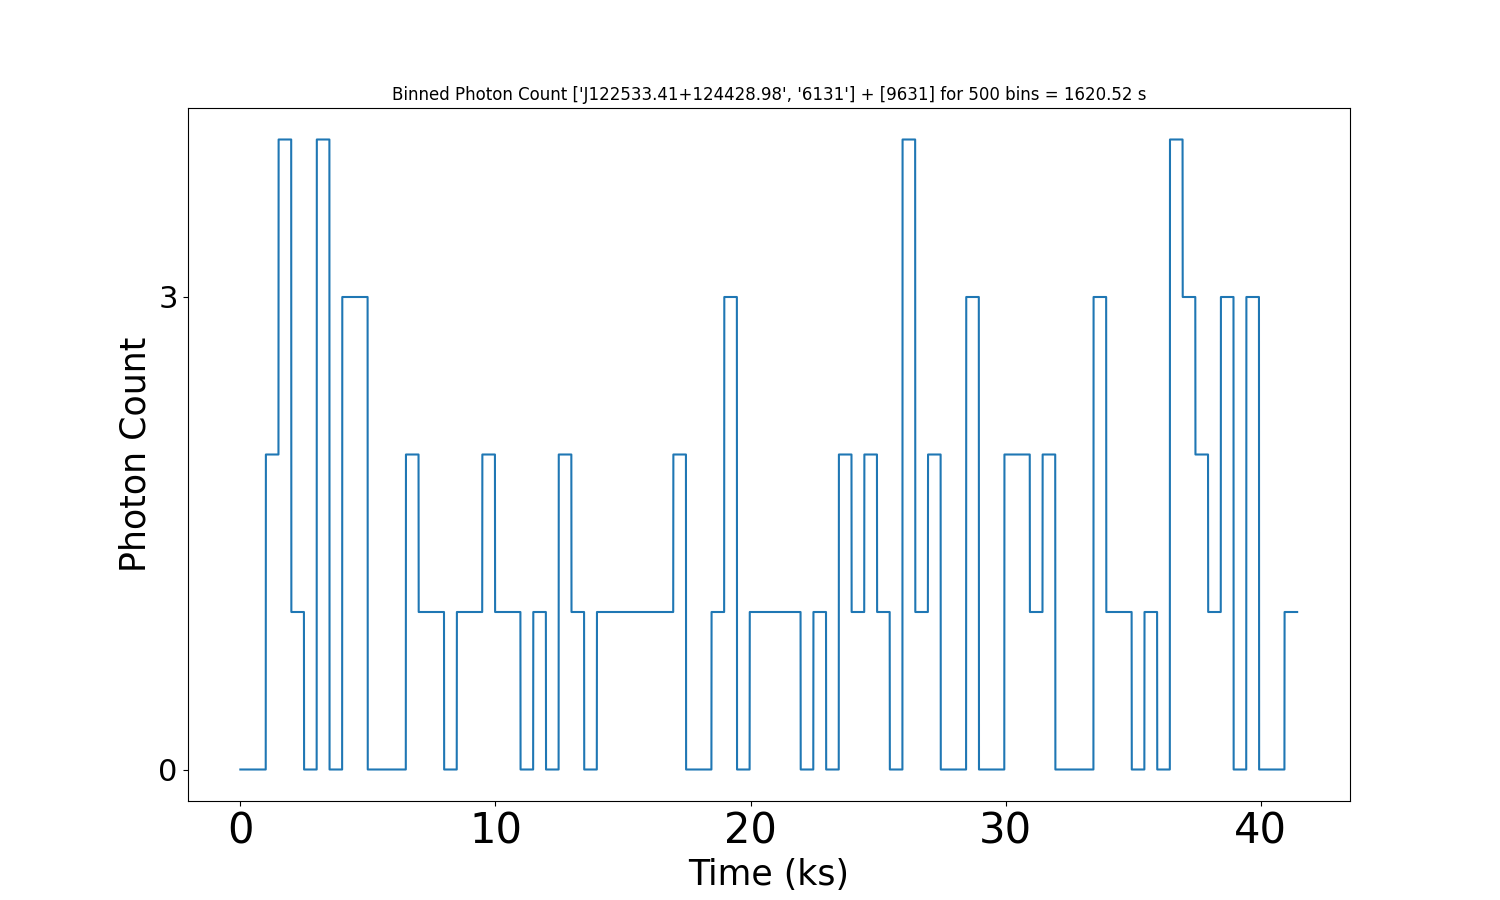 Binned Photon Count ['J122533.41+124428.98', '6131'] + [9631] for 500 bins = 1620.52 s
3
0
Photon Count
0 10 20 30 40
Time (ks)